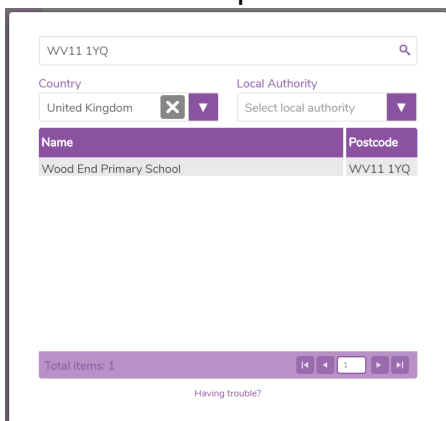 WV11 1YQ
Country Local Authority
United Kingdom Select local authority
Name Postcode
Wood End Primary School WV11 1YQ
Total items: 1 1
Having trouble?